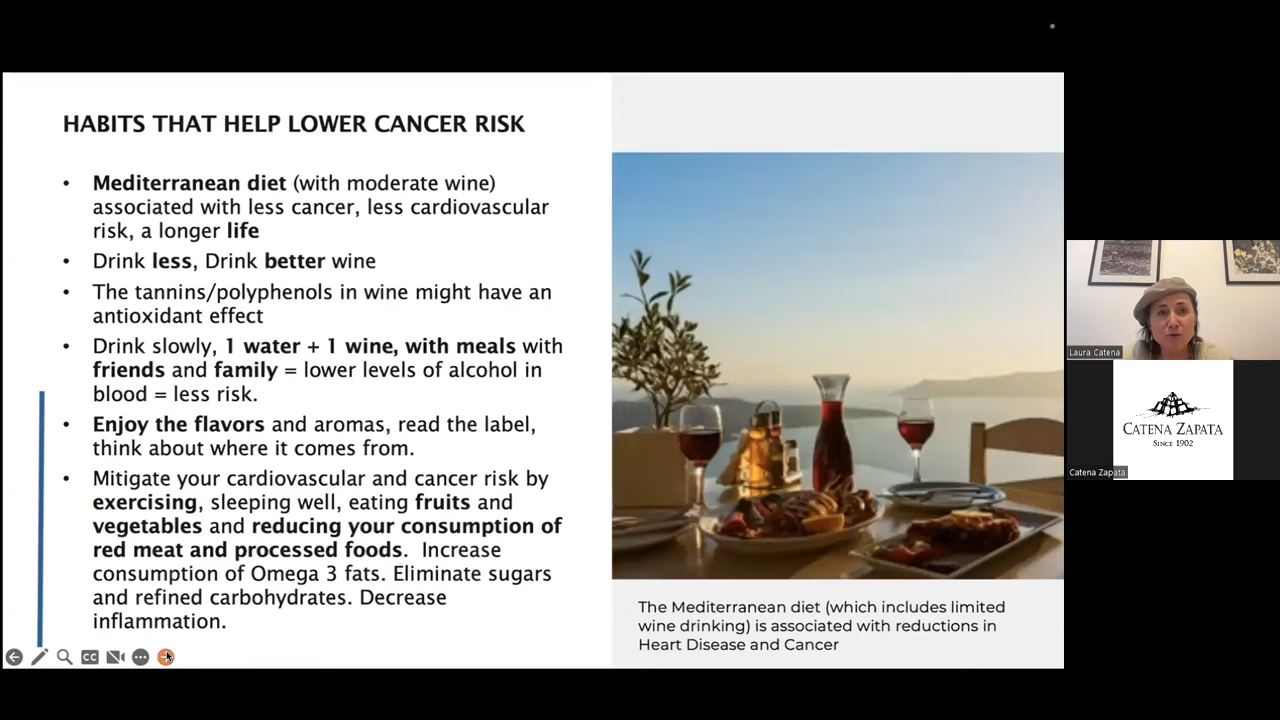 HABITS THAT HELP LOWER CANCER RISK
• Mediterranean diet (with moderate wine)
associated with less cancer, less cardiovascular
risk, a longer life
• Drink less, Drink better wine
• The tannins/polyphenols in wine might have an
antioxidant effect
• Drink slowly, 1 water + 1 wine, with meals with
friends and family = lower levels of alcohol in
blood = less risk.
• Enjoy the flavors and aromas, read the label,
think about where it comes from.
• Mitigate your cardiovascular and cancer risk by
exercising, sleeping well, eating fruits and
vegetables and reducing your consumption of
red meat and processed foods.  Increase
consumption of Omega 3 fats. Eliminate sugars
and refined carbohydrates. Decrease
inflammation.
The Mediterranean diet (which includes limited
wine drinking) is associated with reductions in
Heart Disease and Cancer
CC
Laura Catena
CATENA ZAPATA
SINCE 1902
Catena Zapata